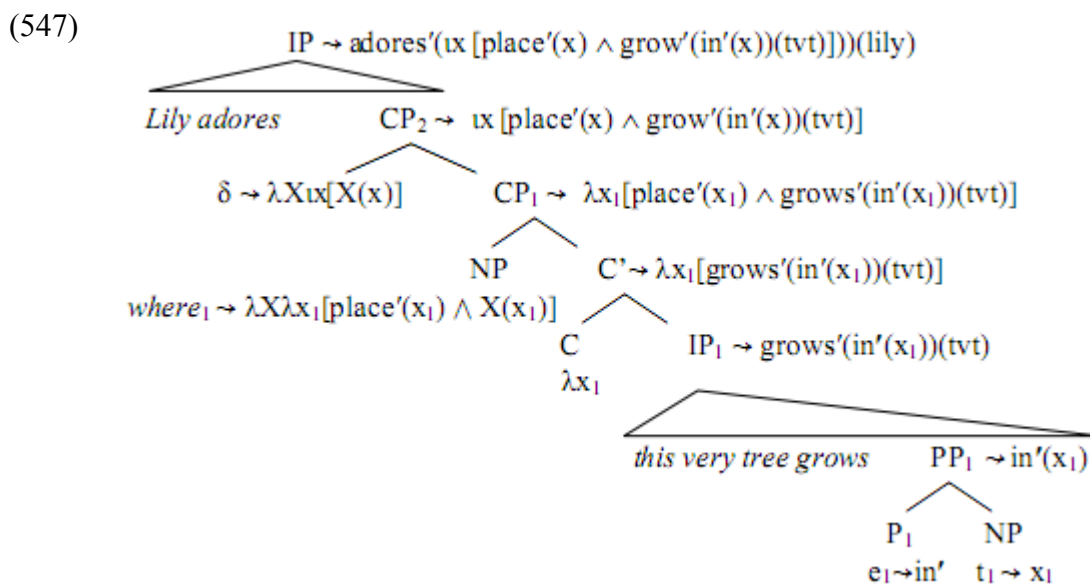 (547)
IP → adores′(ιx [place′(x) ∧ grow′(in′(x))(tvt)]))(lily)
Lily adores CP₂ → ιx [place′(x) ∧ grow′(in′(x))(tvt)]
δ → λXιx[X(x)] CP₁ → λx₁[place′(x₁) ∧ grows′(in′(x₁))(tvt)]
NP C’→ λx₁[grows′(in′(x₁))(tvt)]
where₁ → λXλx₁[place′(x₁) ∧ X(x₁)]
C IP₁ → grows′(in′(x₁))(tvt)
λx₁
this very tree grows PP₁ → in′(x₁)
P₁ NP
e₁→in′ t₁→ x₁